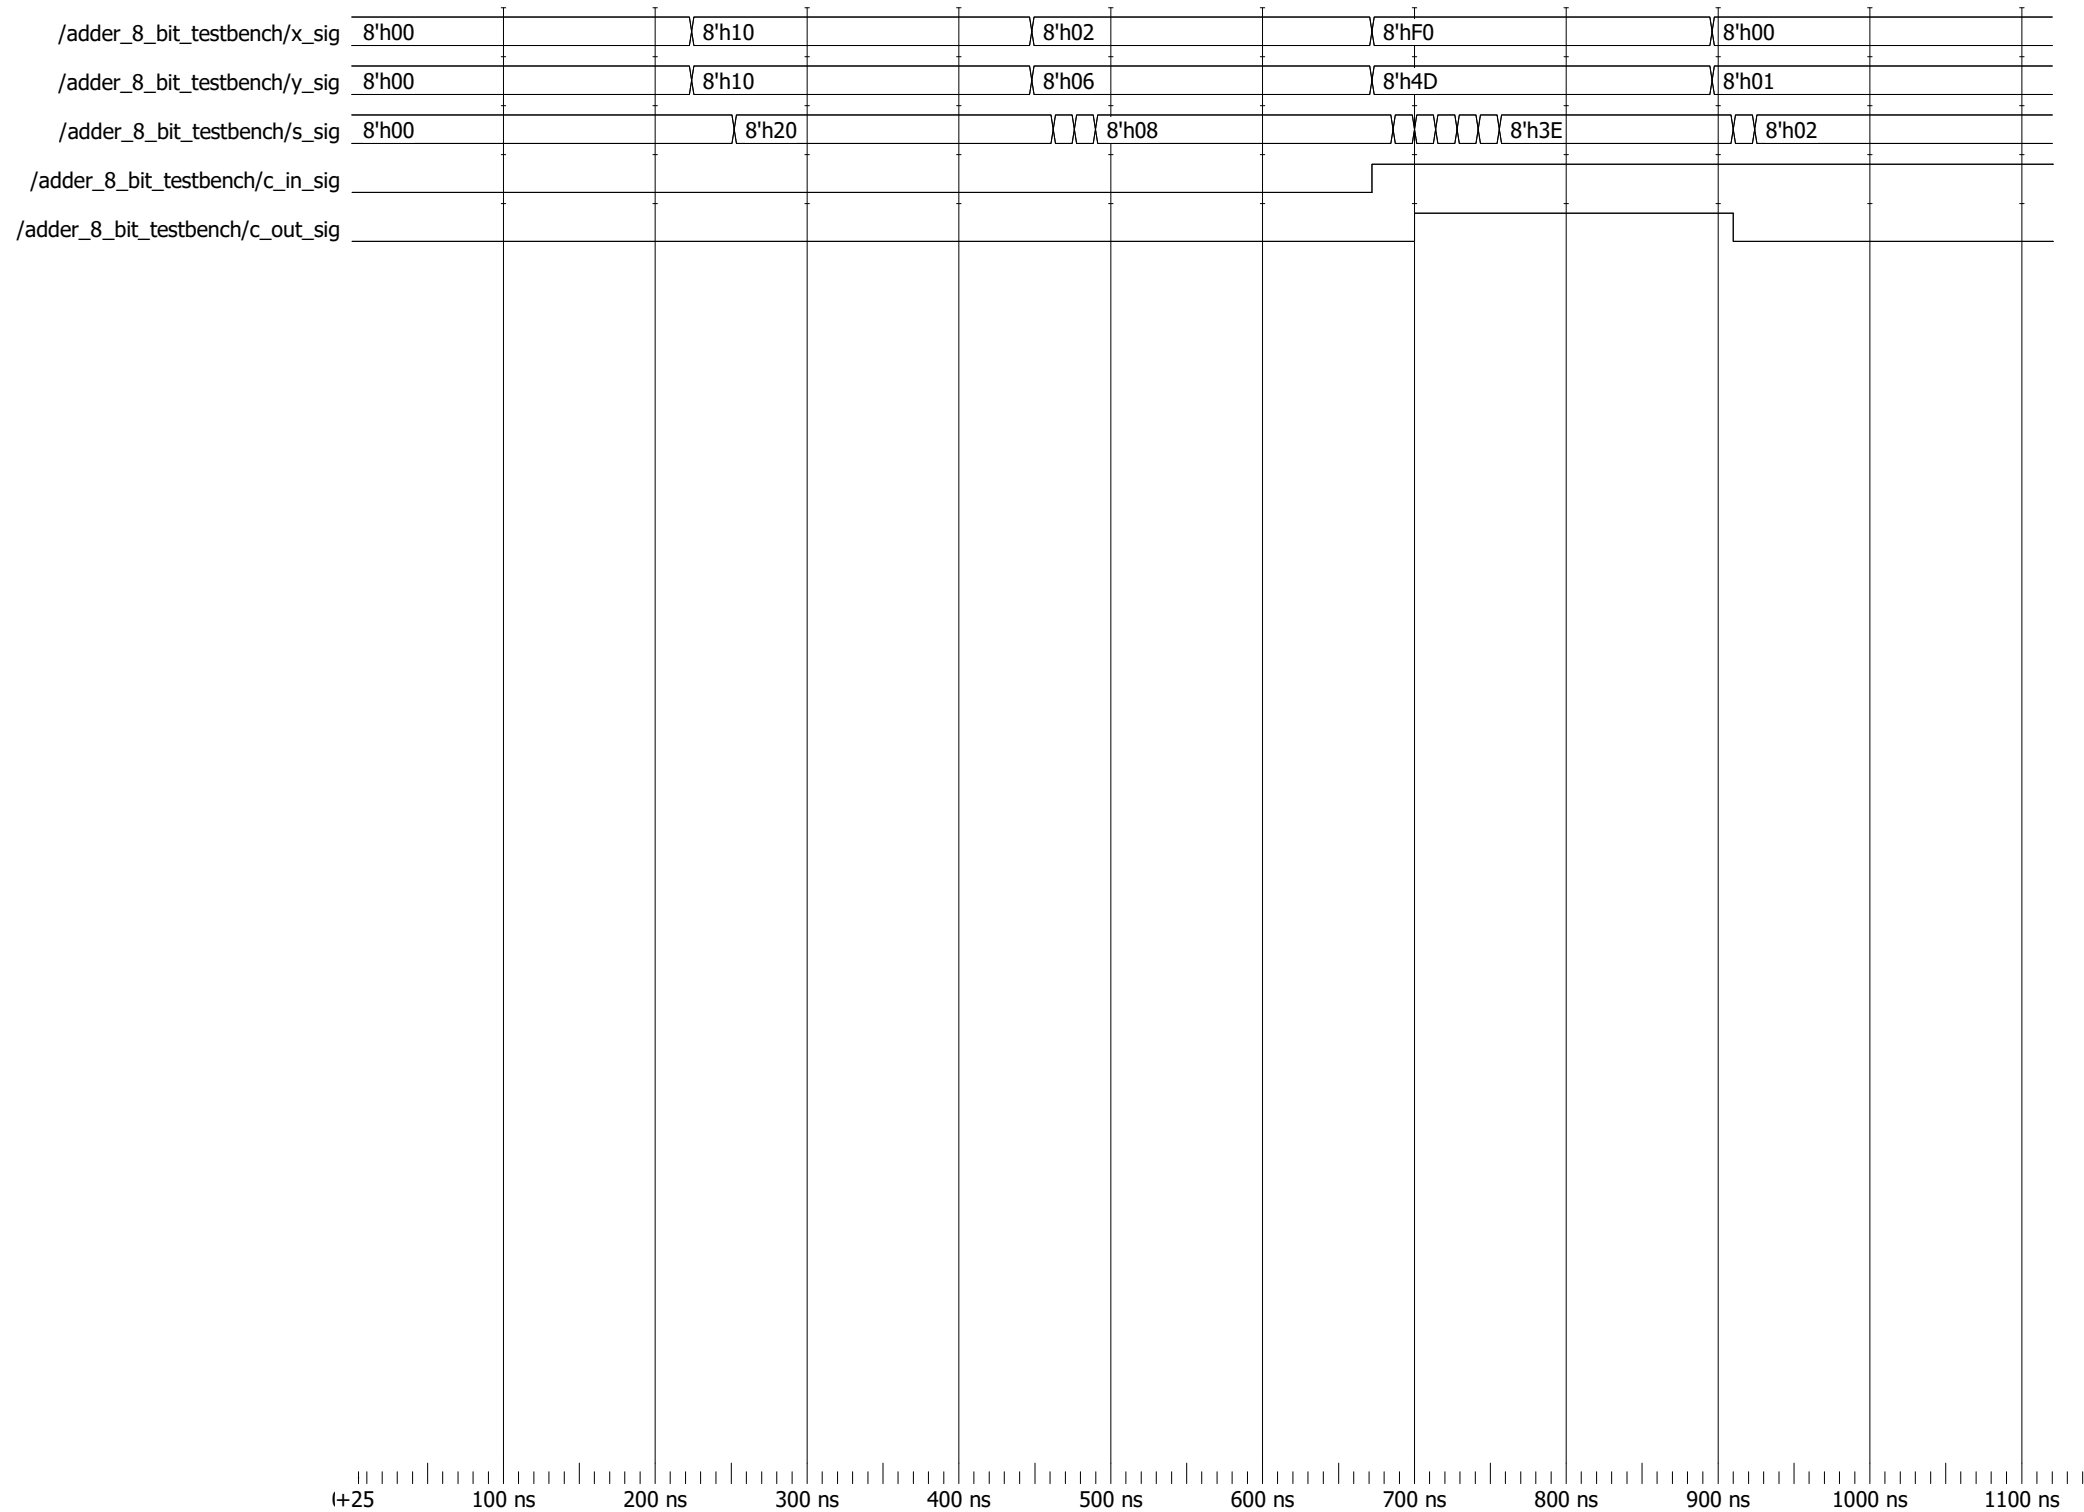 /adder_8_bit_testbench/x_sig 8'h00 8'h10 8'h02 8'hF0 8'h00
/adder_8_bit_testbench/y_sig 8'h00 8'h10 8'h06 8'h4D 8'h01
/adder_8_bit_testbench/s_sig 8'h00 8'h20 8'h08 8'h3E 8'h02
/adder_8_bit_testbench/c_in_sig
/adder_8_bit_testbench/c_out_sig
100 ns 200 ns 300 ns 400 ns 500 ns 600 ns 700 ns 800 ns 900 ns 1000 ns 1100 ns